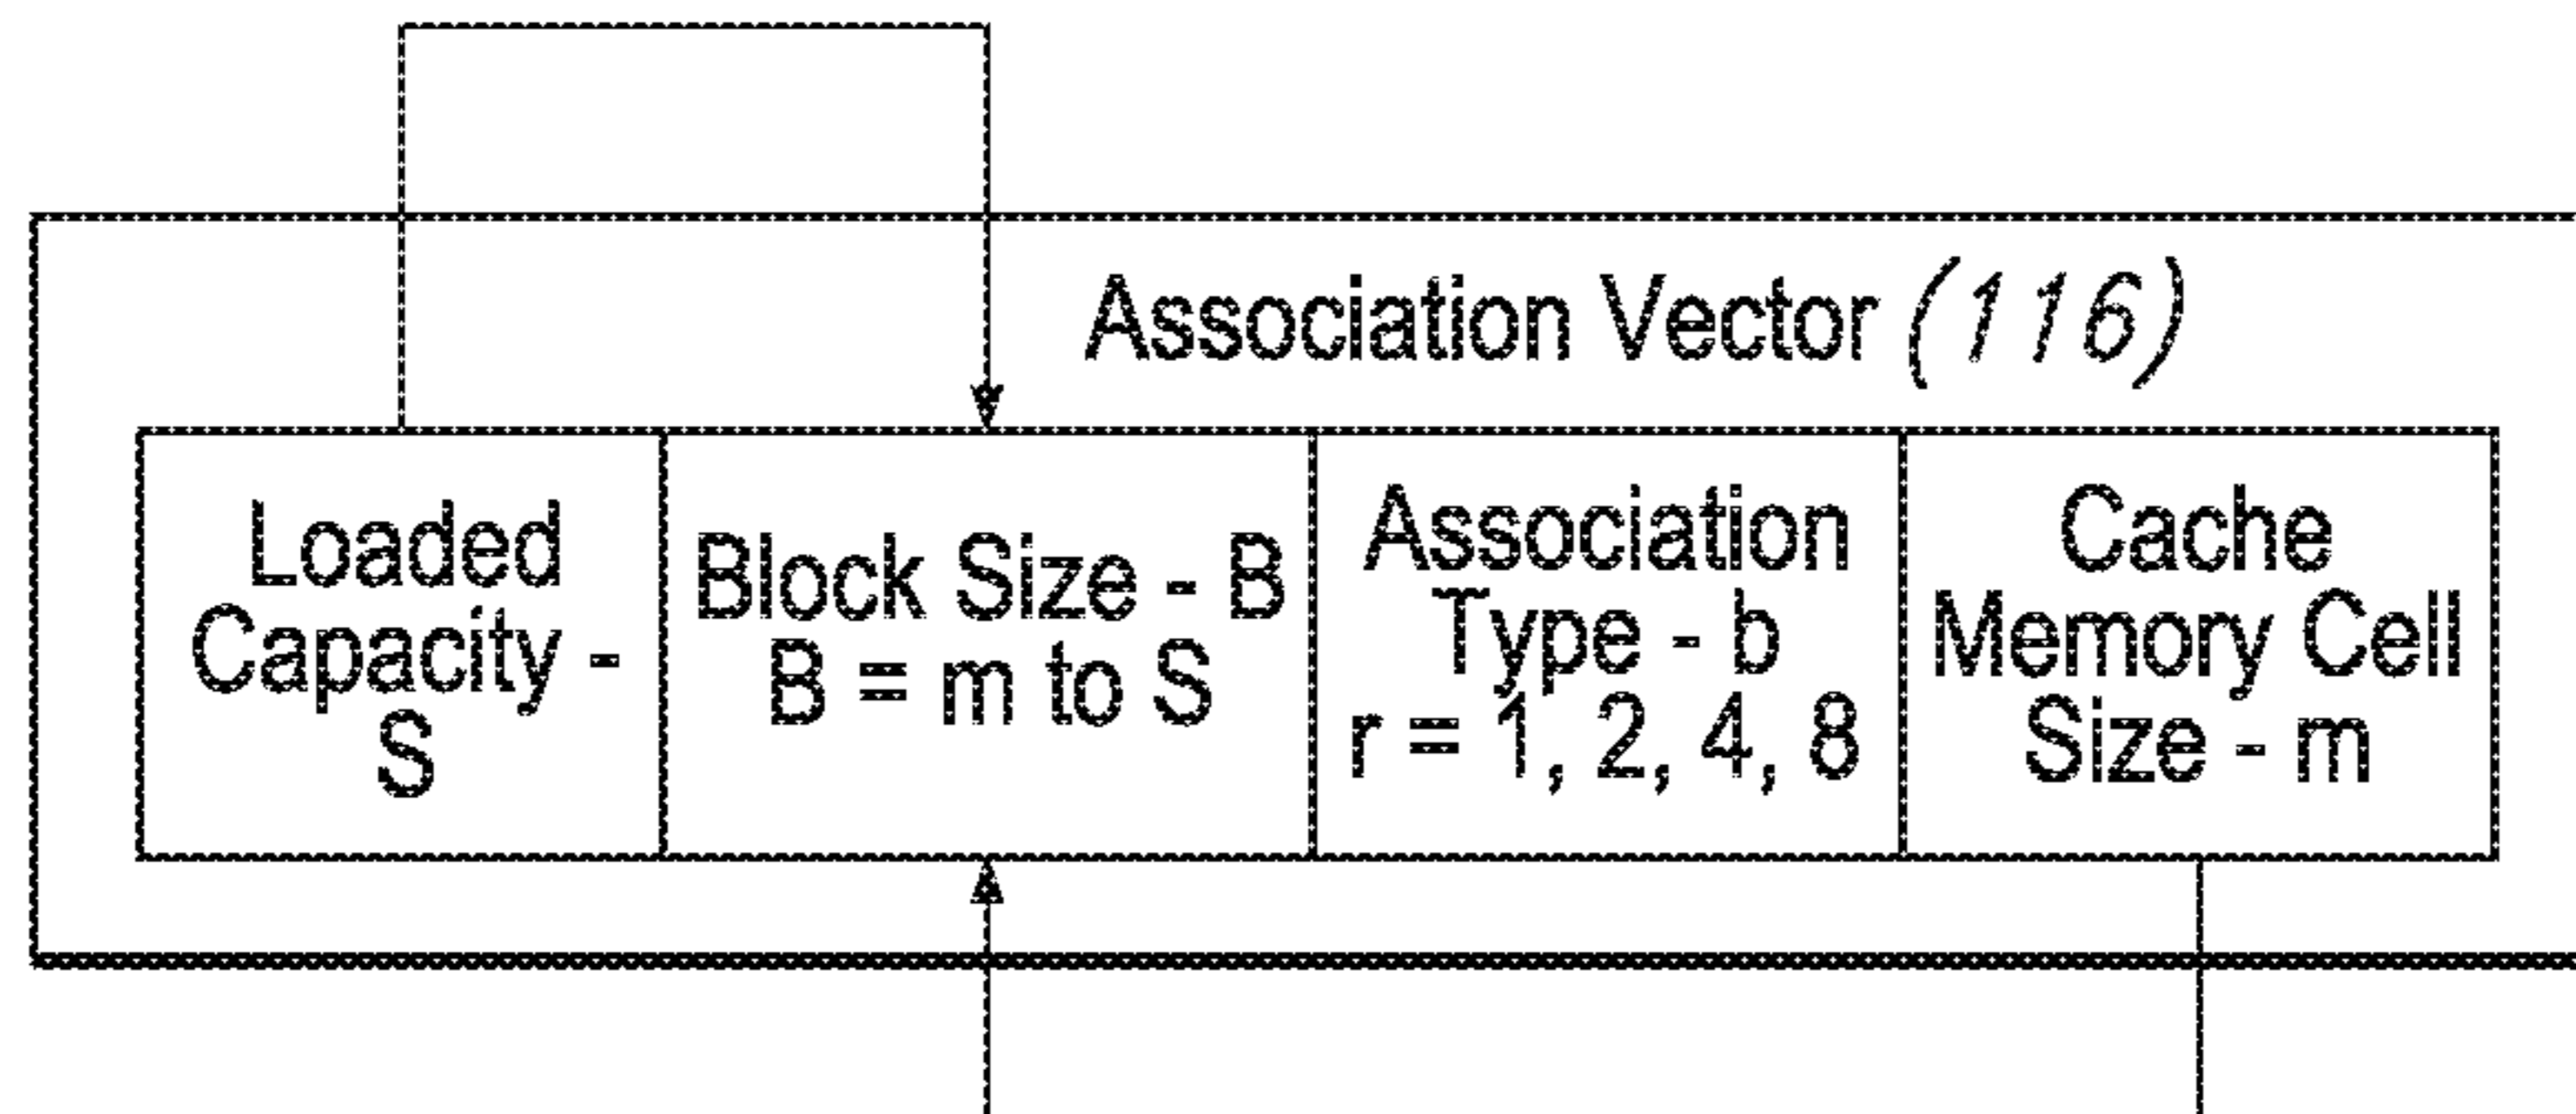 Association Vector (116)
Loaded
Capacity -
S
Block Size - B
B = m to S
Association
Type - b
r = 1, 2, 4, 8
Cache
Memory Cell
Size - m